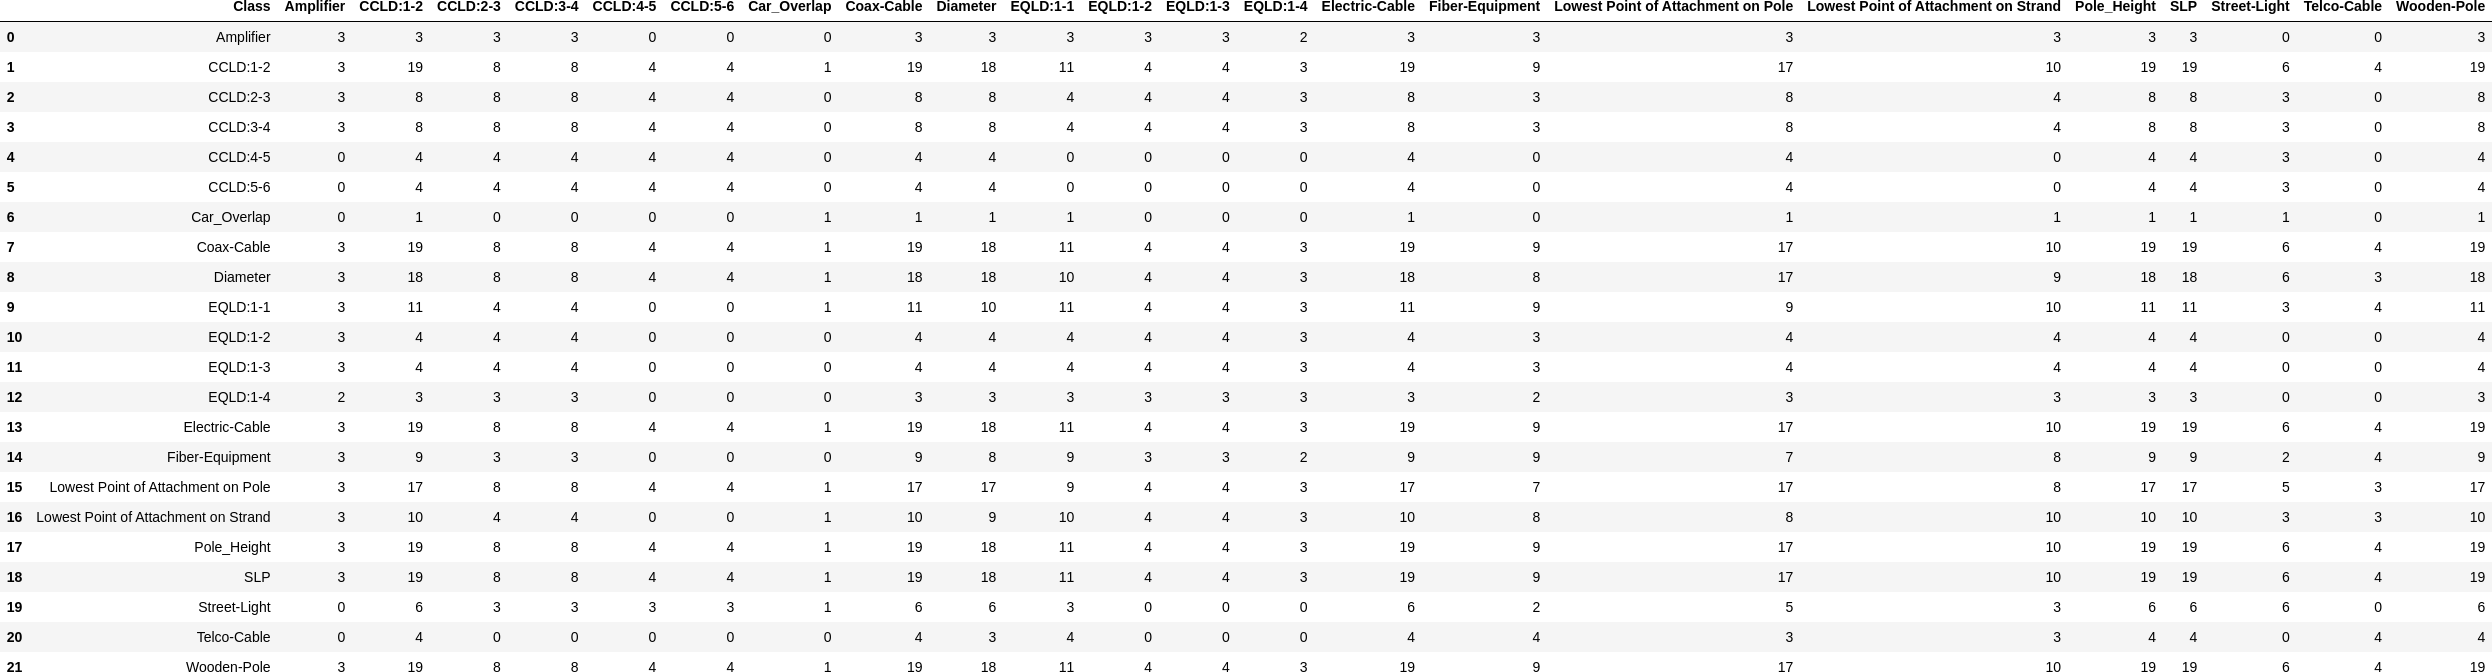 Class Amplifier CCLD:1-2 CCLD:2-3 CCLD:3-4 CCLD:4-5 CCLD:5-6 Car_Overlap Coax-Cable Diameter EQLD:1-1 EQLD:1-2 EQLD:1-3 EQLD:1-4 Electric-Cable Fiber-Equipment Lowest Point of Attachment on Pole Lowest Point of Attachment on Strand Pole_Height SLP Street-Light Telco-Cable Wooden-Pole
0 Amplifier 3 3 3 3 0 0 0 3 3 3 3 3 2 3 3 3 3 3 3 0 0 3
1 CCLD:1-2 3 19 8 8 4 4 1 19 18 11 4 4 3 19 9 17 10 19 19 6 4 19
2 CCLD:2-3 3 8 8 8 4 4 0 8 8 4 4 4 3 8 3 8 4 8 8 3 0 8
3 CCLD:3-4 3 8 8 8 4 4 0 8 8 4 4 4 3 8 3 8 4 8 8 3 0 8
4 CCLD:4-5 0 4 4 4 4 4 0 4 4 0 0 0 0 4 0 4 0 4 4 3 0 4
5 CCLD:5-6 0 4 4 4 4 4 0 4 4 0 0 0 0 4 0 4 0 4 4 3 0 4
6 Car_Overlap 0 1 0 0 0 0 1 1 1 1 0 0 0 1 0 1 1 1 1 1 0 1
7 Coax-Cable 3 19 8 8 4 4 1 19 18 11 4 4 3 19 9 17 10 19 19 6 4 19
8 Diameter 3 18 8 8 4 4 1 18 18 10 4 4 3 18 8 17 9 18 18 6 3 18
9 EQLD:1-1 3 11 4 4 0 0 1 11 10 11 4 4 3 11 9 9 10 11 11 3 4 11
10 EQLD:1-2 3 4 4 4 0 0 0 4 4 4 4 4 3 4 3 4 4 4 4 0 0 4
11 EQLD:1-3 3 4 4 4 0 0 0 4 4 4 4 4 3 4 3 4 4 4 4 0 0 4
12 EQLD:1-4 2 3 3 3 0 0 0 3 3 3 3 3 3 3 2 3 3 3 3 0 0 3
13 Electric-Cable 3 19 8 8 4 4 1 19 18 11 4 4 3 19 9 17 10 19 19 6 4 19
14 Fiber-Equipment 3 9 3 3 0 0 0 9 8 9 3 3 2 9 9 7 8 9 9 2 4 9
15 Lowest Point of Attachment on Pole 3 17 8 8 4 4 1 17 17 9 4 4 3 17 7 17 8 17 17 5 3 17
16 Lowest Point of Attachment on Strand 3 10 4 4 0 0 1 10 9 10 4 4 3 10 8 8 10 10 10 3 3 10
17 Pole_Height 3 19 8 8 4 4 1 19 18 11 4 4 3 19 9 17 10 19 19 6 4 19
18 SLP 3 19 8 8 4 4 1 19 18 11 4 4 3 19 9 17 10 19 19 6 4 19
19 Street-Light 0 6 3 3 3 3 1 6 6 3 0 0 0 6 2 5 3 6 6 6 0 6
20 Telco-Cable 0 4 0 0 0 0 0 4 3 4 0 0 0 4 4 3 3 4 4 0 4 4
21 Wooden-Pole 3 19 8 8 4 4 1 19 18 11 4 4 3 19 9 17 10 19 19 6 4 19